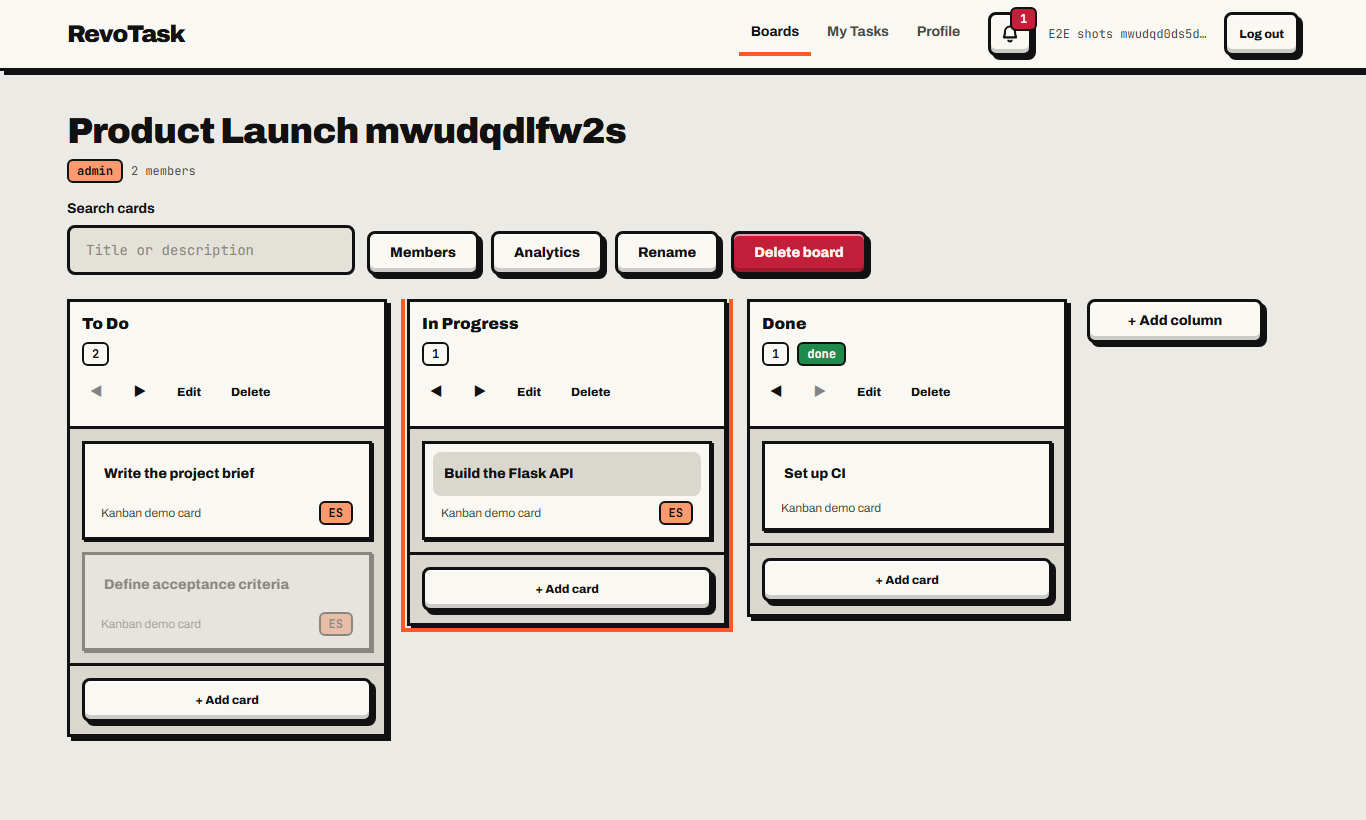 RevoTask
Boards My Tasks Profile 1 E2E shots mwudqd0ds5d… Log out
Product Launch mwudqdlfw2s
admin 2 members
Search cards
Title or description Members Analytics Rename Delete board
To Do
2
◀ ▶ Edit Delete
Write the project brief
Kanban demo card ES
Define acceptance criteria
Kanban demo card ES
+ Add card
In Progress
1
◀ ▶ Edit Delete
Build the Flask API
Kanban demo card ES
+ Add card
Done
1 done
◀ ▶ Edit Delete
Set up CI
Kanban demo card
+ Add card
+ Add column